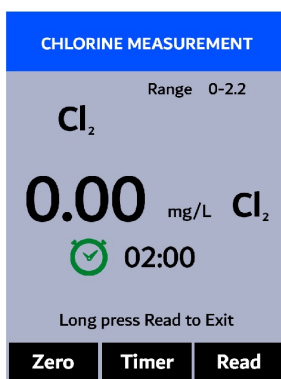 CHLORINE MEASUREMENT
Range 0-2.2
Cl₂
0.00 mg/L Cl₂
02:00
Long press Read to Exit
Zero Timer Read